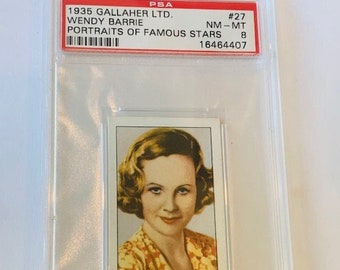 PSA
1935 GALLAHER LTD. #27
WENDY BARRIE NM-MT
PORTRAITS OF FAMOUS STARS 8
16464407